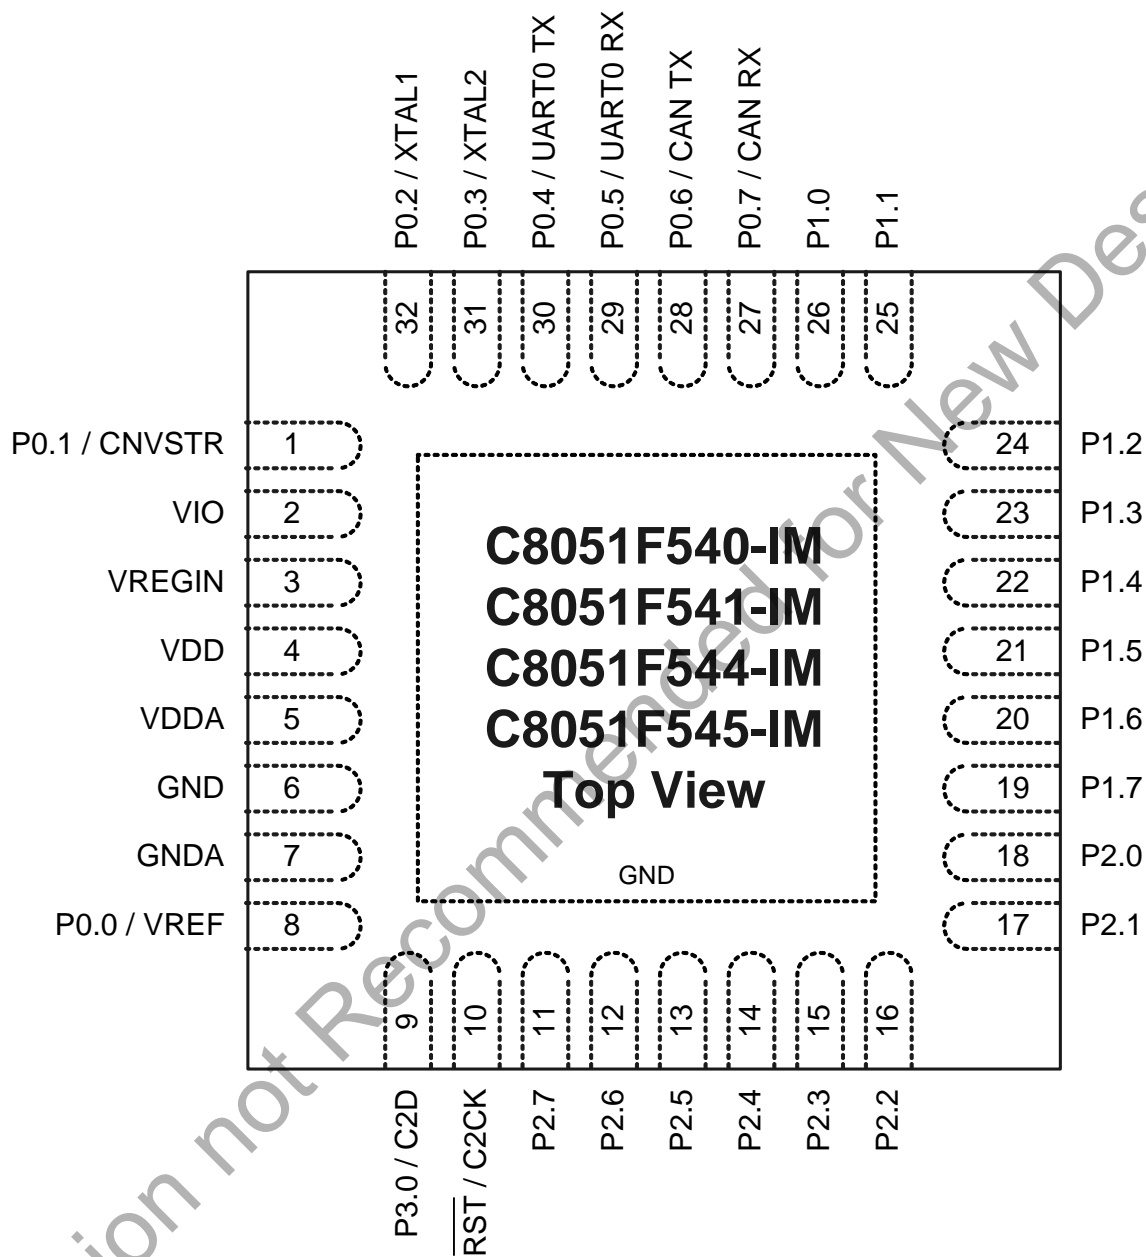 P0.2 / XTAL1
P0.3 / XTAL2
P0.4 / UART0 TX
P0.5 / UART0 RX
P0.6 / CAN TX
P0.7 / CAN RX
P1.0
P1.1
32
31
30
29
28
27
26
25
P0.1 / CNVSTR 1
VIO 2
VREGIN 3
VDD 4
VDDA 5
GND 6
GNDA 7
P0.0 / VREF 8
C8051F540-IM
C8051F541-IM
C8051F544-IM
C8051F545-IM
Top View
GND
24 P1.2
23 P1.3
22 P1.4
21 P1.5
20 P1.6
19 P1.7
18 P2.0
17 P2.1
9
10
11
12
13
14
15
16
P3.0 / C2D
RST / C2CK
P2.7
P2.6
P2.5
P2.4
P2.3
P2.2
not Recommended for New